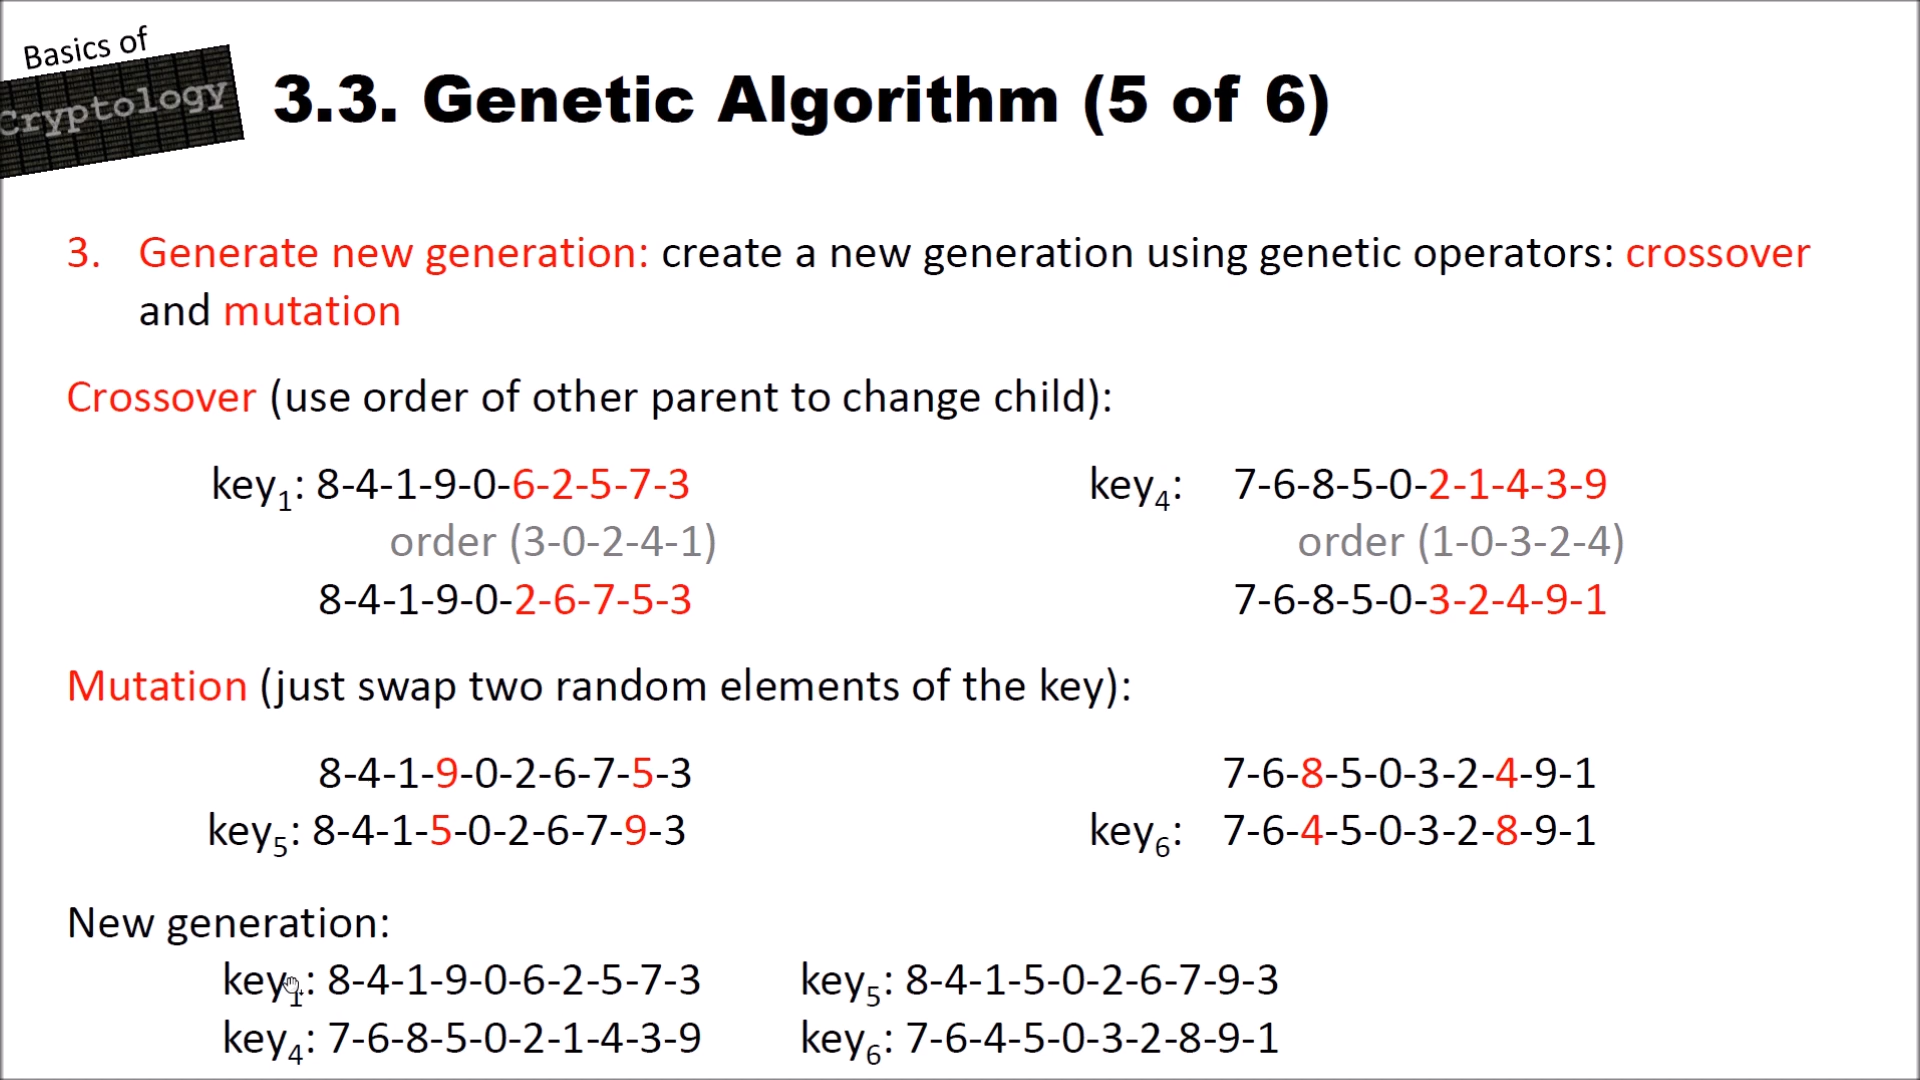 Basics of
Cryptology
3.3. Genetic Algorithm (5 of 6)
3. Generate new generation: create a new generation using genetic operators: crossover
and mutation
Crossover (use order of other parent to change child):
key1: 8-4-1-9-0-6-2-5-7-3 key4: 7-6-8-5-0-2-1-4-3-9
order (3-0-2-4-1) order (1-0-3-2-4)
8-4-1-9-0-2-6-7-5-3 7-6-8-5-0-3-2-4-9-1
Mutation (just swap two random elements of the key):
8-4-1-9-0-2-6-7-5-3 7-6-8-5-0-3-2-4-9-1
key5: 8-4-1-5-0-2-6-7-9-3 key6: 7-6-4-5-0-3-2-8-9-1
New generation:
key1: 8-4-1-9-0-6-2-5-7-3 key5: 8-4-1-5-0-2-6-7-9-3
key4: 7-6-8-5-0-2-1-4-3-9 key6: 7-6-4-5-0-3-2-8-9-1